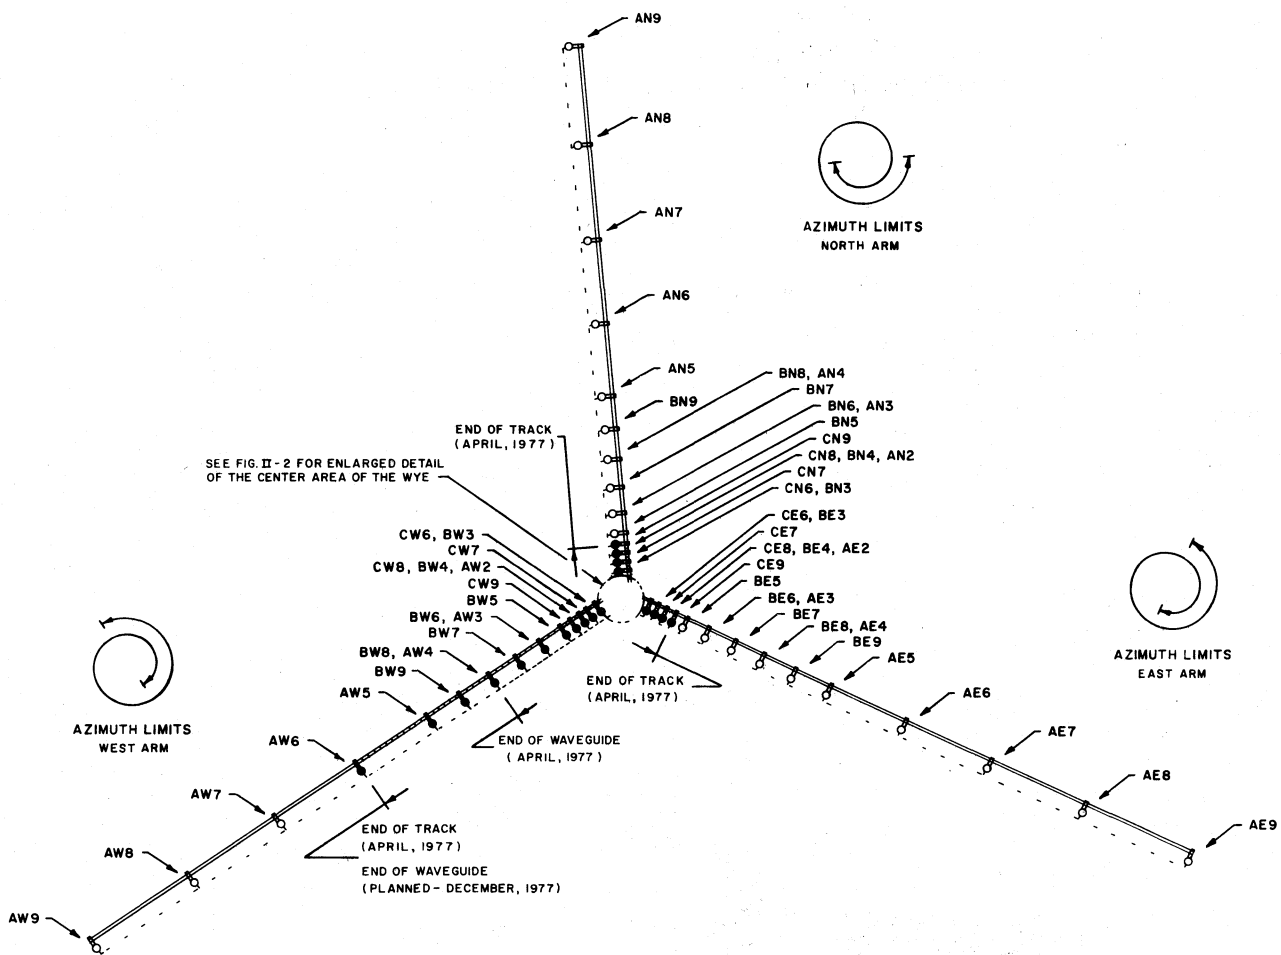 AN9
AN8
AN7
AN6
AN5
BN9
BN8, AN4
BN7
BN6, AN3
BN5
CN9
CN8, BN4, AN2
CN7
CN6, BN3
AZIMUTH LIMITS
NORTH ARM
END OF TRACK
(APRIL, 1977)
SEE FIG. II-2 FOR ENLARGED DETAIL
OF THE CENTER AREA OF THE WYE
CE6, BE3
CE7
CE8, BE4, AE2
CE9
BE5
BE6, AE3
BE7
BE8, AE4
BE9
AE5
AE6
AE7
AE8
AE9
AZIMUTH LIMITS
EAST ARM
END OF TRACK
(APRIL, 1977)
CW6, BW3
CW7
CW8, BW4, AW2
CW9
BW5
BW6, AW3
BW7
BW8, AW4
BW9
AW5
AW6
AW7
AW8
AW9
AZIMUTH LIMITS
WEST ARM
END OF WAVEGUIDE
(APRIL, 1977)
END OF TRACK
(APRIL, 1977)
END OF WAVEGUIDE
(PLANNED- DECEMBER, 1977)